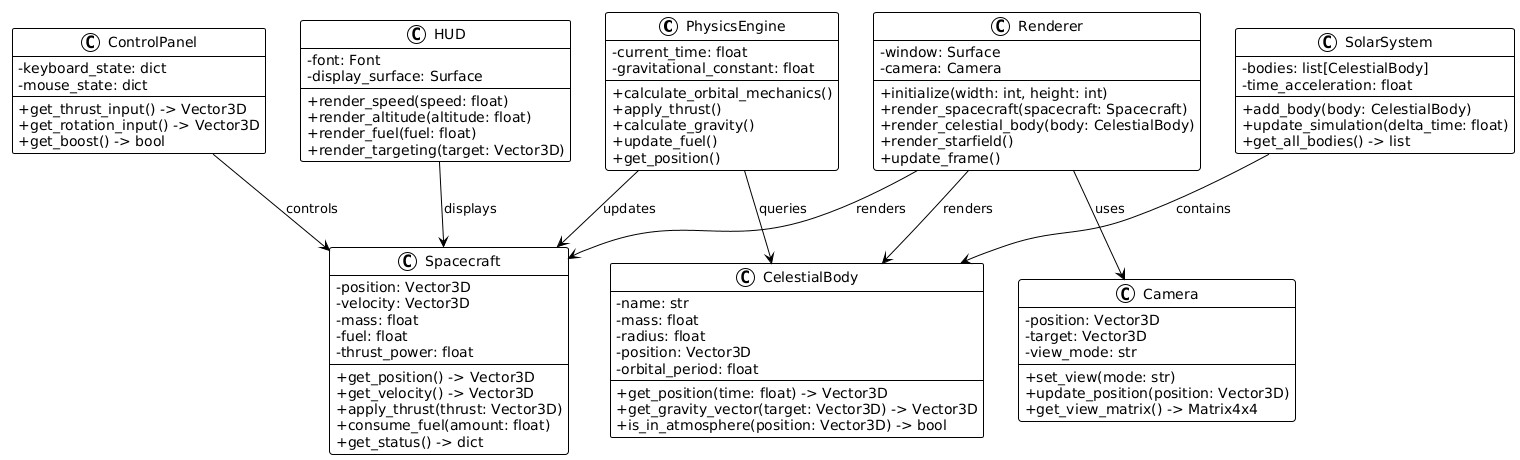 C ControlPanel
-keyboard_state: dict
-mouse_state: dict
+get_thrust_input() -> Vector3D
+get_rotation_input() -> Vector3D
+get_boost() -> bool
C HUD
-font: Font
-display_surface: Surface
+render_speed(speed: float)
+render_altitude(altitude: float)
+render_fuel(fuel: float)
+render_targeting(target: Vector3D)
C PhysicsEngine
-current_time: float
-gravitational_constant: float
+calculate_orbital_mechanics()
+apply_thrust()
+calculate_gravity()
+update_fuel()
+get_position()
C Renderer
-window: Surface
-camera: Camera
+initialize(width: int, height: int)
+render_spacecraft(spacecraft: Spacecraft)
+render_celestial_body(body: CelestialBody)
+render_starfield()
+update_frame()
C SolarSystem
-bodies: list[CelestialBody]
-time_acceleration: float
+add_body(body: CelestialBody)
+update_simulation(delta_time: float)
+get_all_bodies() -> list
controls
displays
updates
queries
renders
renders
uses
contains
C Spacecraft
-position: Vector3D
-velocity: Vector3D
-mass: float
-fuel: float
-thrust_power: float
+get_position() -> Vector3D
+get_velocity() -> Vector3D
+apply_thrust(thrust: Vector3D)
+consume_fuel(amount: float)
+get_status() -> dict
C CelestialBody
-name: str
-mass: float
-radius: float
-position: Vector3D
-orbital_period: float
+get_position(time: float) -> Vector3D
+get_gravity_vector(target: Vector3D) -> Vector3D
+is_in_atmosphere(position: Vector3D) -> bool
C Camera
-position: Vector3D
-target: Vector3D
-view_mode: str
+set_view(mode: str)
+update_position(position: Vector3D)
+get_view_matrix() -> Matrix4x4